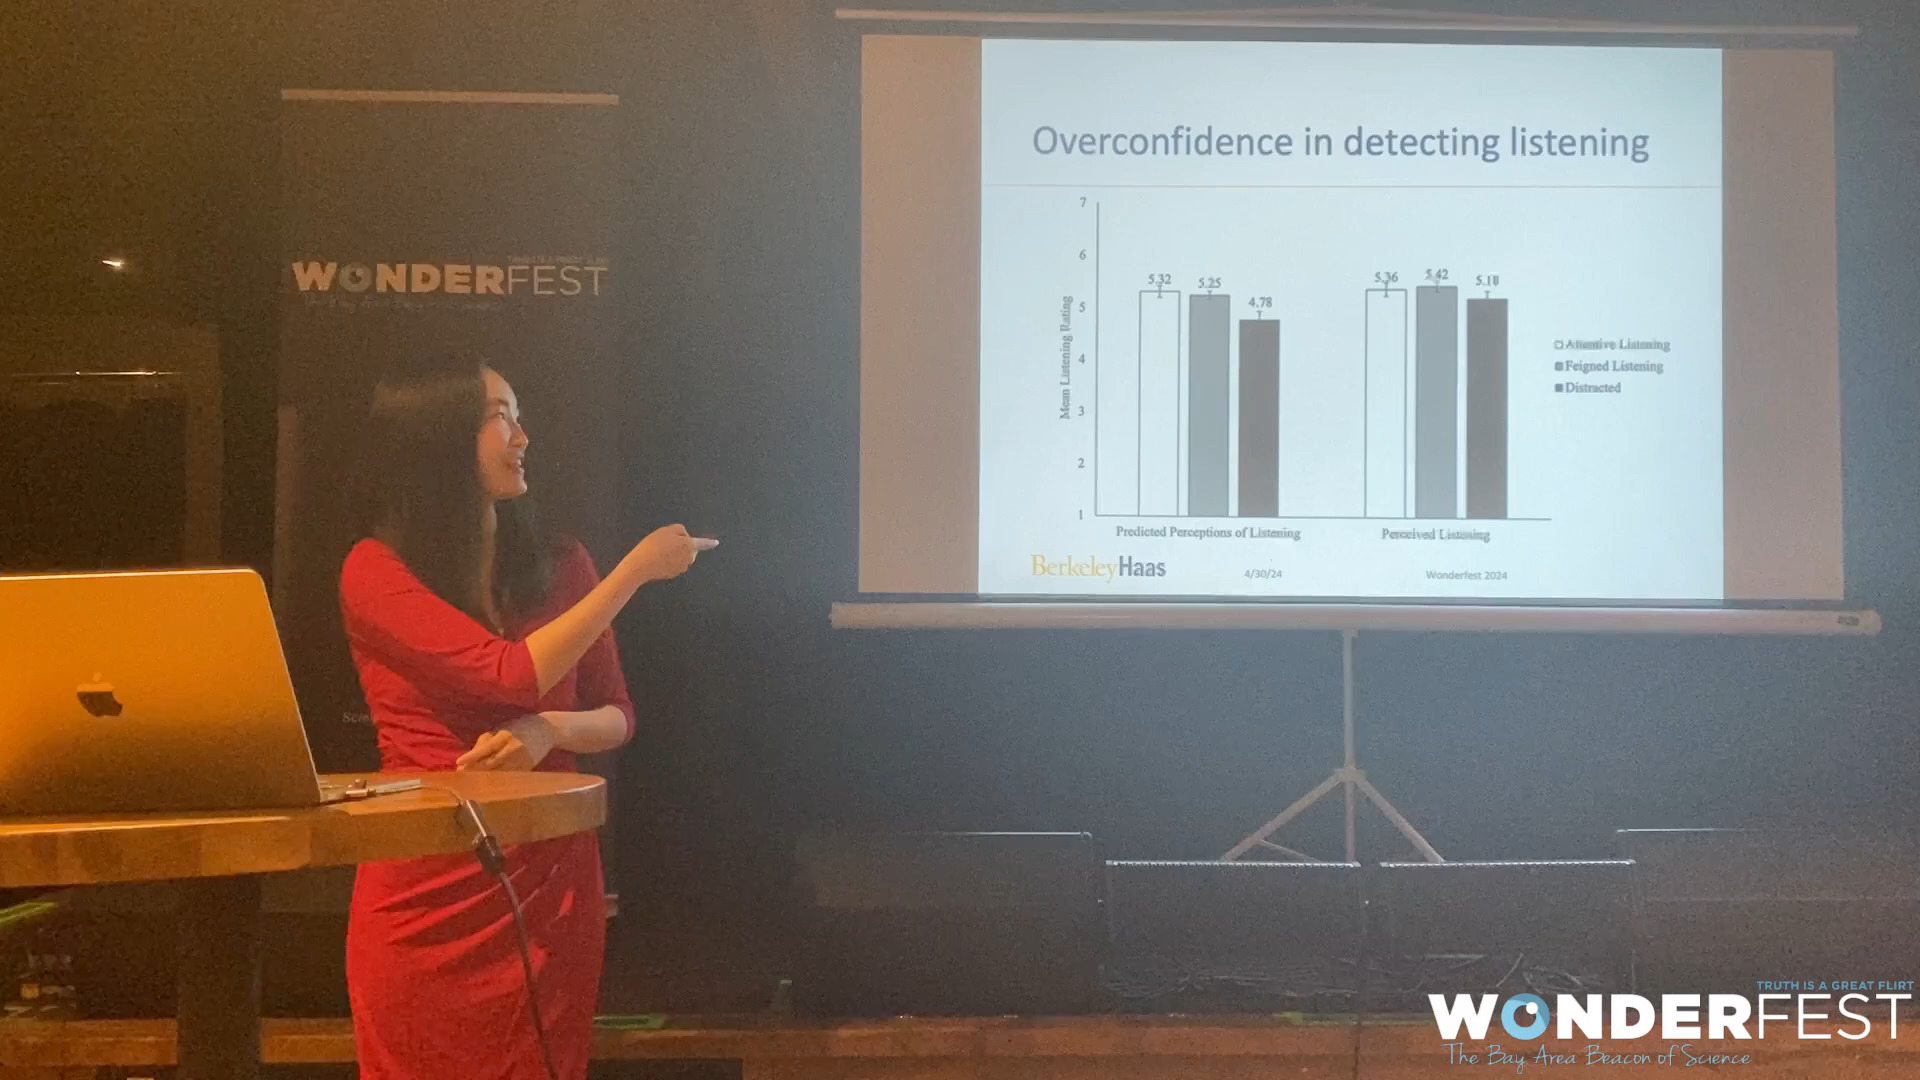 WONDERFEST
Scie
Overconfidence in detecting listening
7
6
5
4
3
2
1
Mean Listening Rating
5.32
5.25
4.78
5.36
5.42
5.18
Attentive Listening
Feigned Listening
Distracted
Predicted Perceptions of Listening
Perceived Listening
BerkeleyHaas
4/30/24
Wonderfest 2024
TRUTH IS A GREAT FLIRT
WONDERFEST
The Bay Area Beacon of Science